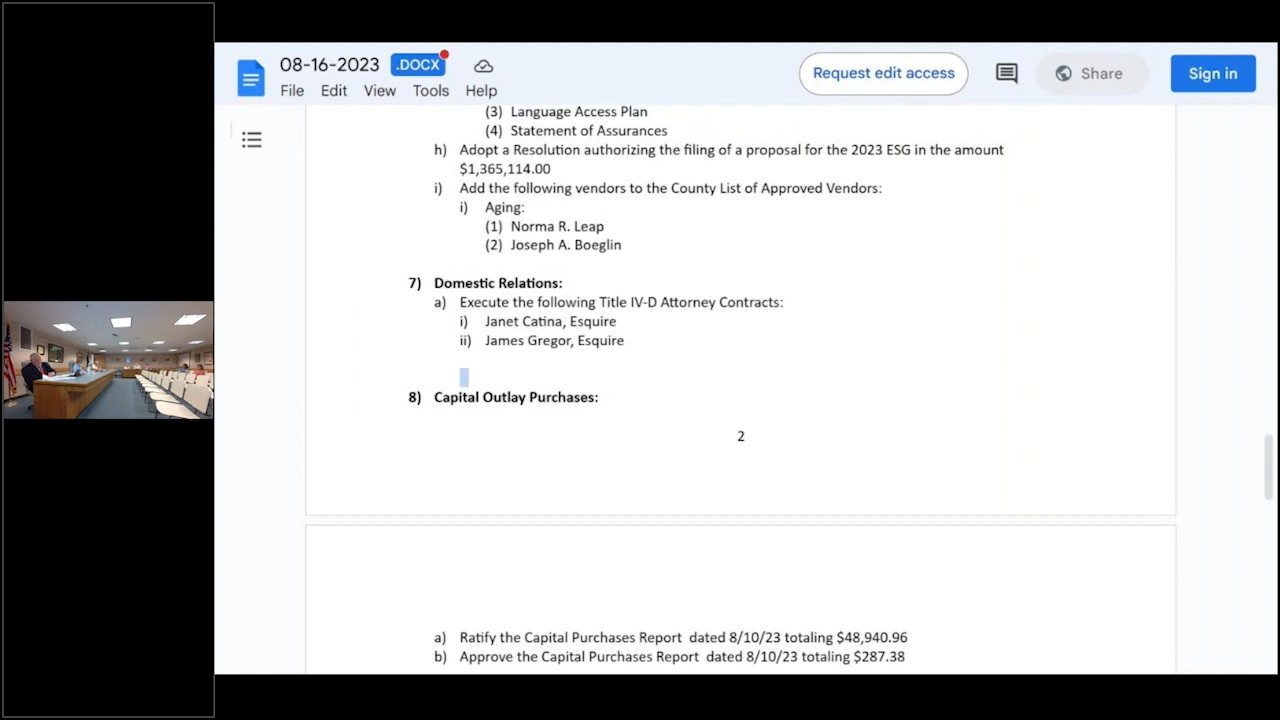 08-16-2023 .DOCX
File Edit View Tools Help
Request edit access
Share
Sign in
(3) Language Access Plan
(4) Statement of Assurances
h) Adopt a Resolution authorizing the filing of a proposal for the 2023 ESG in the amount
$1,365,114.00
i) Add the following vendors to the County List of Approved Vendors:
i) Aging:
(1) Norma R. Leap
(2) Joseph A. Boeglin
7) Domestic Relations:
a) Execute the following Title IV-D Attorney Contracts:
i) Janet Catina, Esquire
ii) James Gregor, Esquire
8) Capital Outlay Purchases:
2
a) Ratify the Capital Purchases Report dated 8/10/23 totaling $48,940.96
b) Approve the Capital Purchases Report dated 8/10/23 totaling $287.38